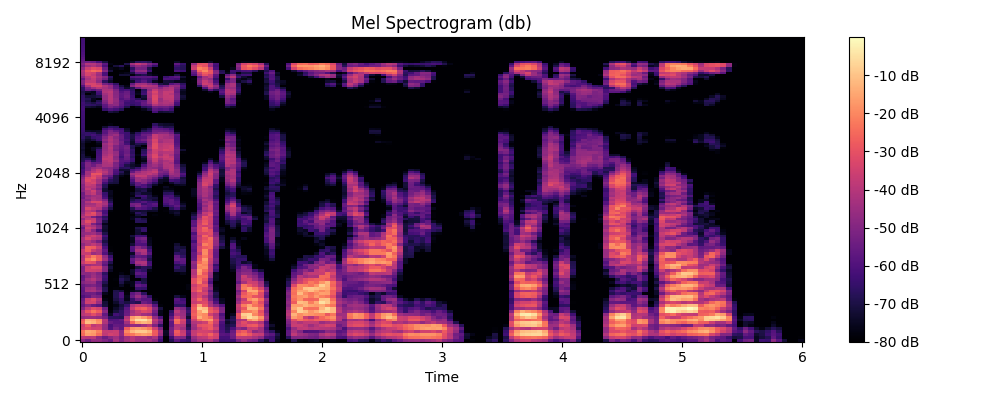 Mel Spectrogram (db)
Hz
8192
4096
2048
1024
512
0
0 1 2 3 4 5 6
Time
-10 dB
-20 dB
-30 dB
-40 dB
-50 dB
-60 dB
-70 dB
-80 dB